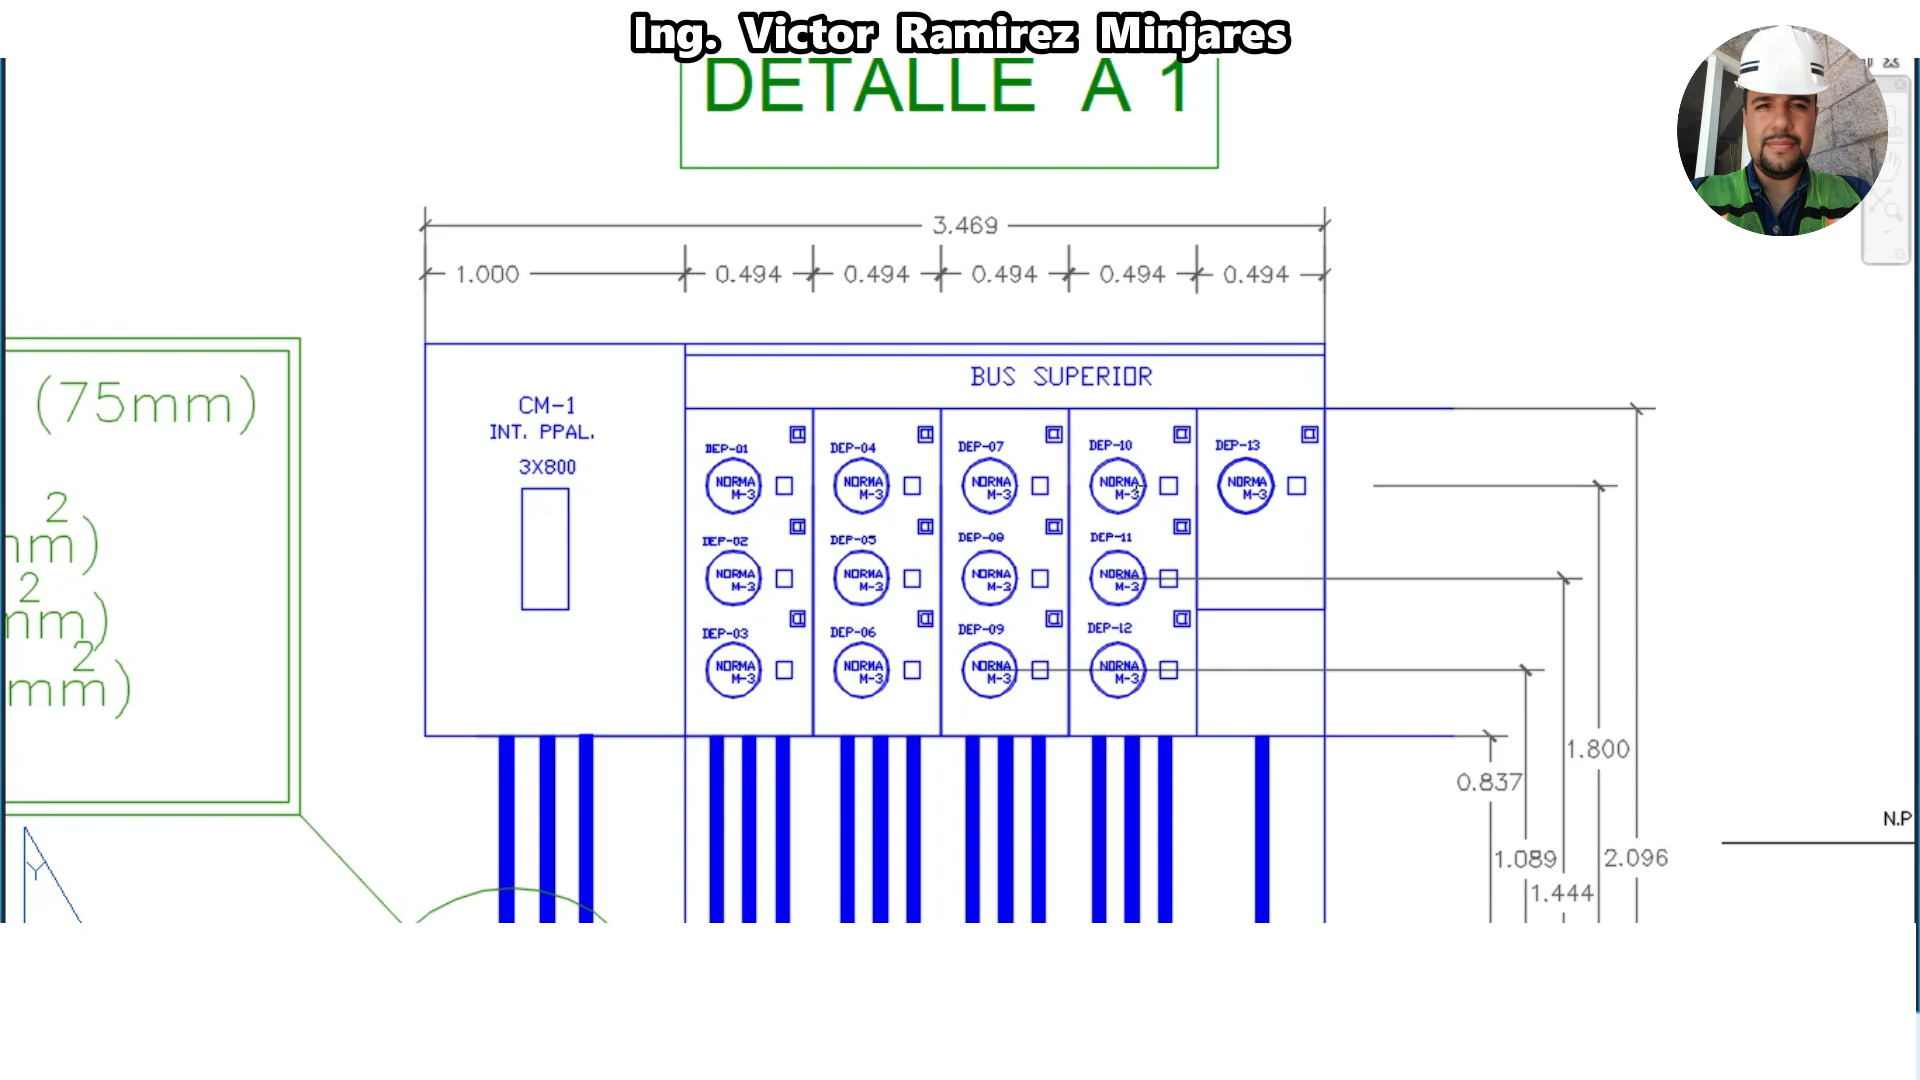 Ing. Victor Ramirez Minjares
DETALLE A 1
3.469
1.000 0.494 0.494 0.494 0.494 0.494
BUS SUPERIOR
CM-1
INT. PPAL.
3X800
DEP-01 DEP-04 DEP-07 DEP-10 DEP-13
NORMA M-3
NORMA M-3
NORMA M-3
NORMA M-3
NORMA M-3
DEP-02 DEP-05 DEP-08 DEP-11
NORMA M-3
NORMA M-3
NORMA M-3
NORMA M-3
DEP-03 DEP-06 DEP-09 DEP-12
NORMA M-3
NORMA M-3
NORMA M-3
NORMA M-3
(75mm)
2
mm)
2
mm)
2
mm)
1.800
0.837
1.089
2.096
1.444
N.P
Y